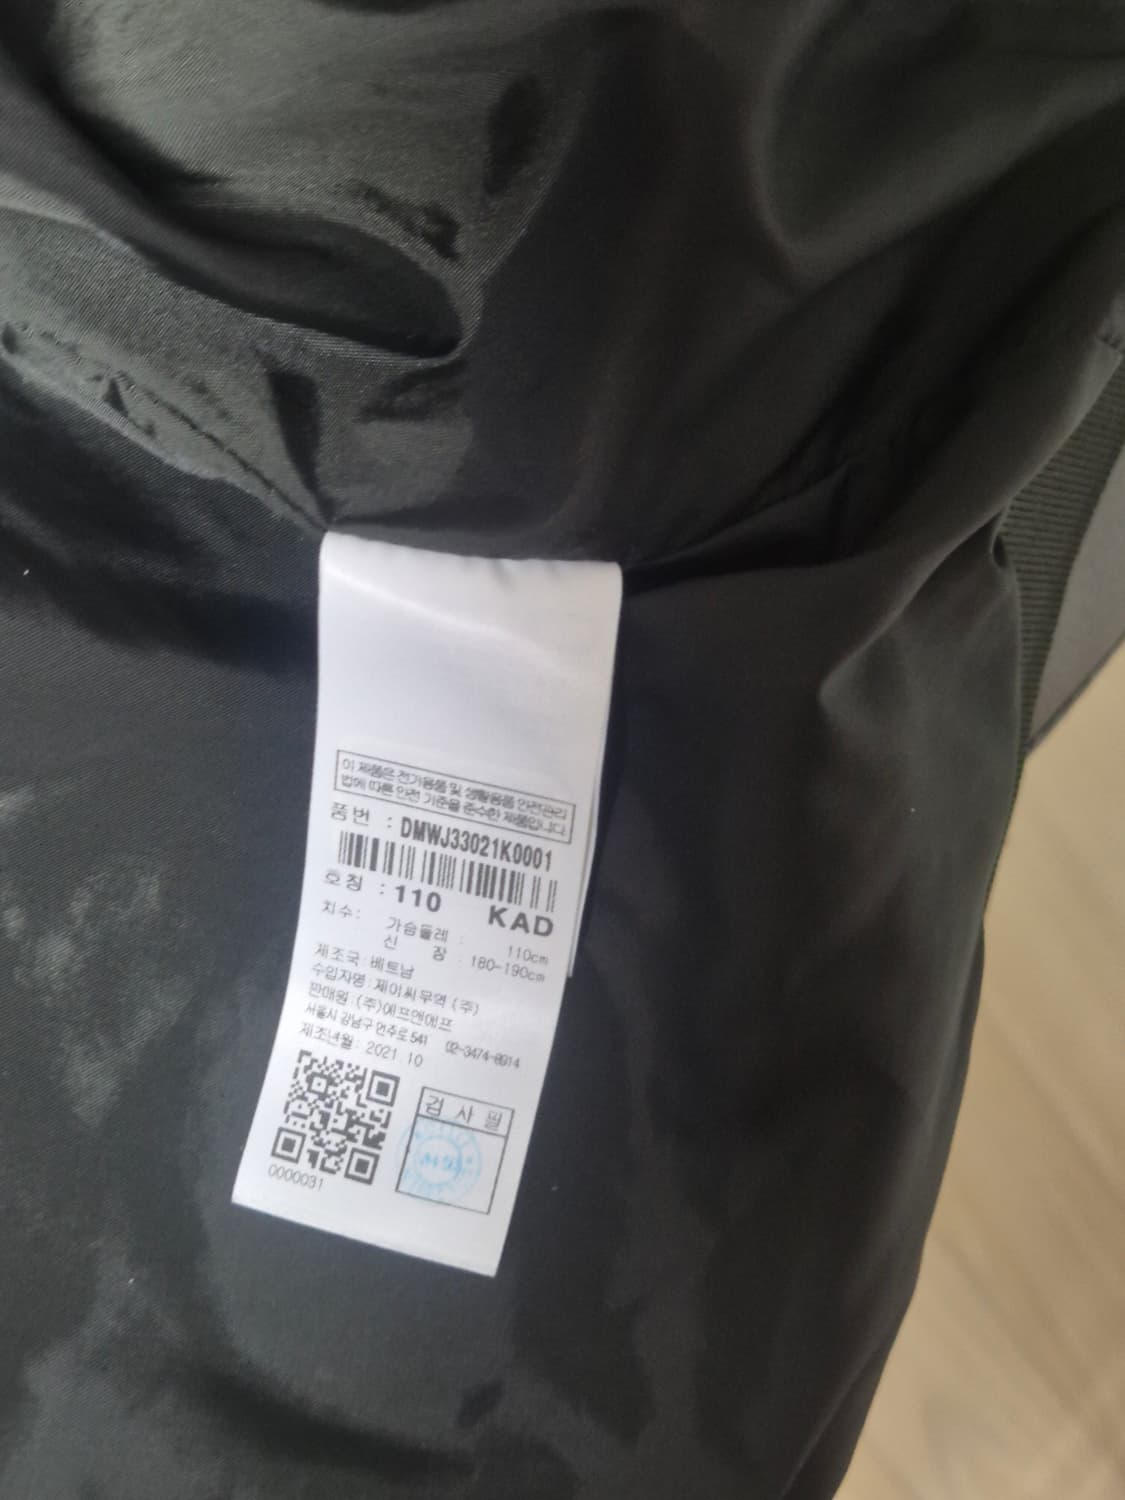 이 제품은 전기용품 및 생활용품 안전관리
법에 따른 안전 기준을 준수한 제품입니다.
품번 : DMWJ33021K0001
호칭 : 110 KAD
치수: 가슴둘레 : 110cm
신 장 : 180-190cm
제조국 : 베트남
수입자명 : 제이씨무역 (주)
판매원 : (주)에프앤에프
서울시 강남구 언주로 541 02-3474-8914
제조년월 : 2021.10
검 사 필
0000031